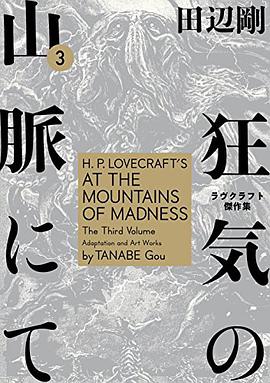 田辺剛
狂気の
山脈にて
3
ラヴクラフト
傑作集
H. P. LOVECRAFT'S
AT THE
MOUNTAINS
OF MADNESS
The Third Volume
Adaptation and Art Works
by TANABE Gou